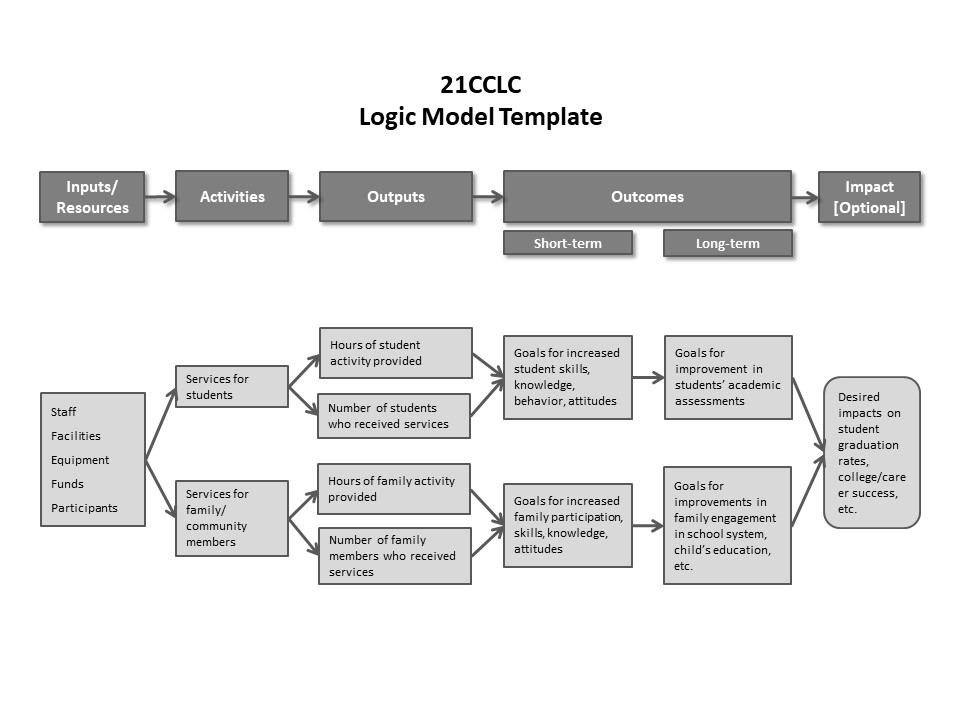 21CCLC
Logic Model Template
Inputs/
Resources
Activities
Outputs
Outcomes
Impact
[Optional]
Short-term
Long-term
Staff
Facilities
Equipment
Funds
Participants
Services for
students
Services for
family/
community
members
Hours of student
activity provided
Number of students
who received services
Hours of family activity
provided
Number of family
members who received
services
Goals for increased
student skills,
knowledge,
behavior, attitudes
Goals for increased
family participation,
skills, knowledge,
attitudes
Goals for
improvement in
students’ academic
assessments
Goals for
improvements in
family engagement
in school system,
child’s education,
etc.
Desired
impacts on
student
graduation
rates,
college/care
er success,
etc.